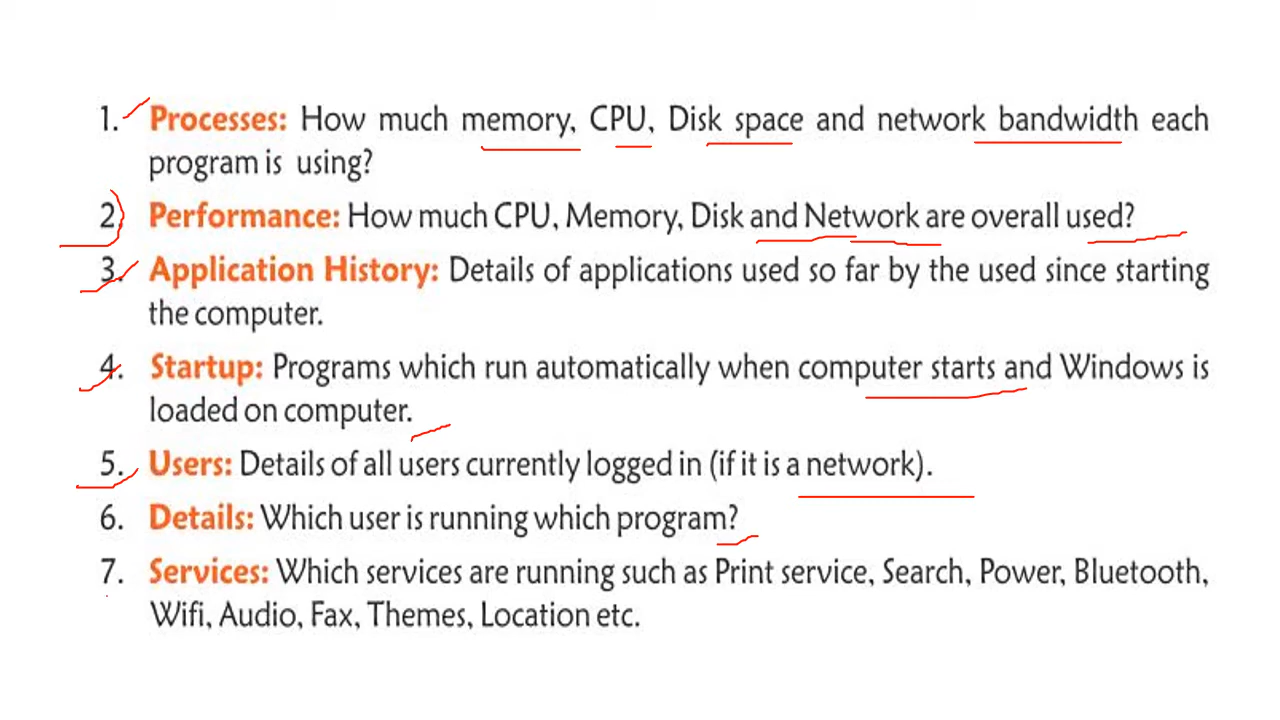 1. Processes: How much memory, CPU, Disk space and network bandwidth each
program is using?
2. Performance: How much CPU, Memory, Disk and Network are overall used?
3. Application History: Details of applications used so far by the used since starting
the computer.
4. Startup: Programs which run automatically when computer starts and Windows is
loaded on computer.
5. Users: Details of all users currently logged in (if it is a network).
6. Details: Which user is running which program?
7. Services: Which services are running such as Print service, Search, Power, Bluetooth,
Wifi, Audio, Fax, Themes, Location etc.